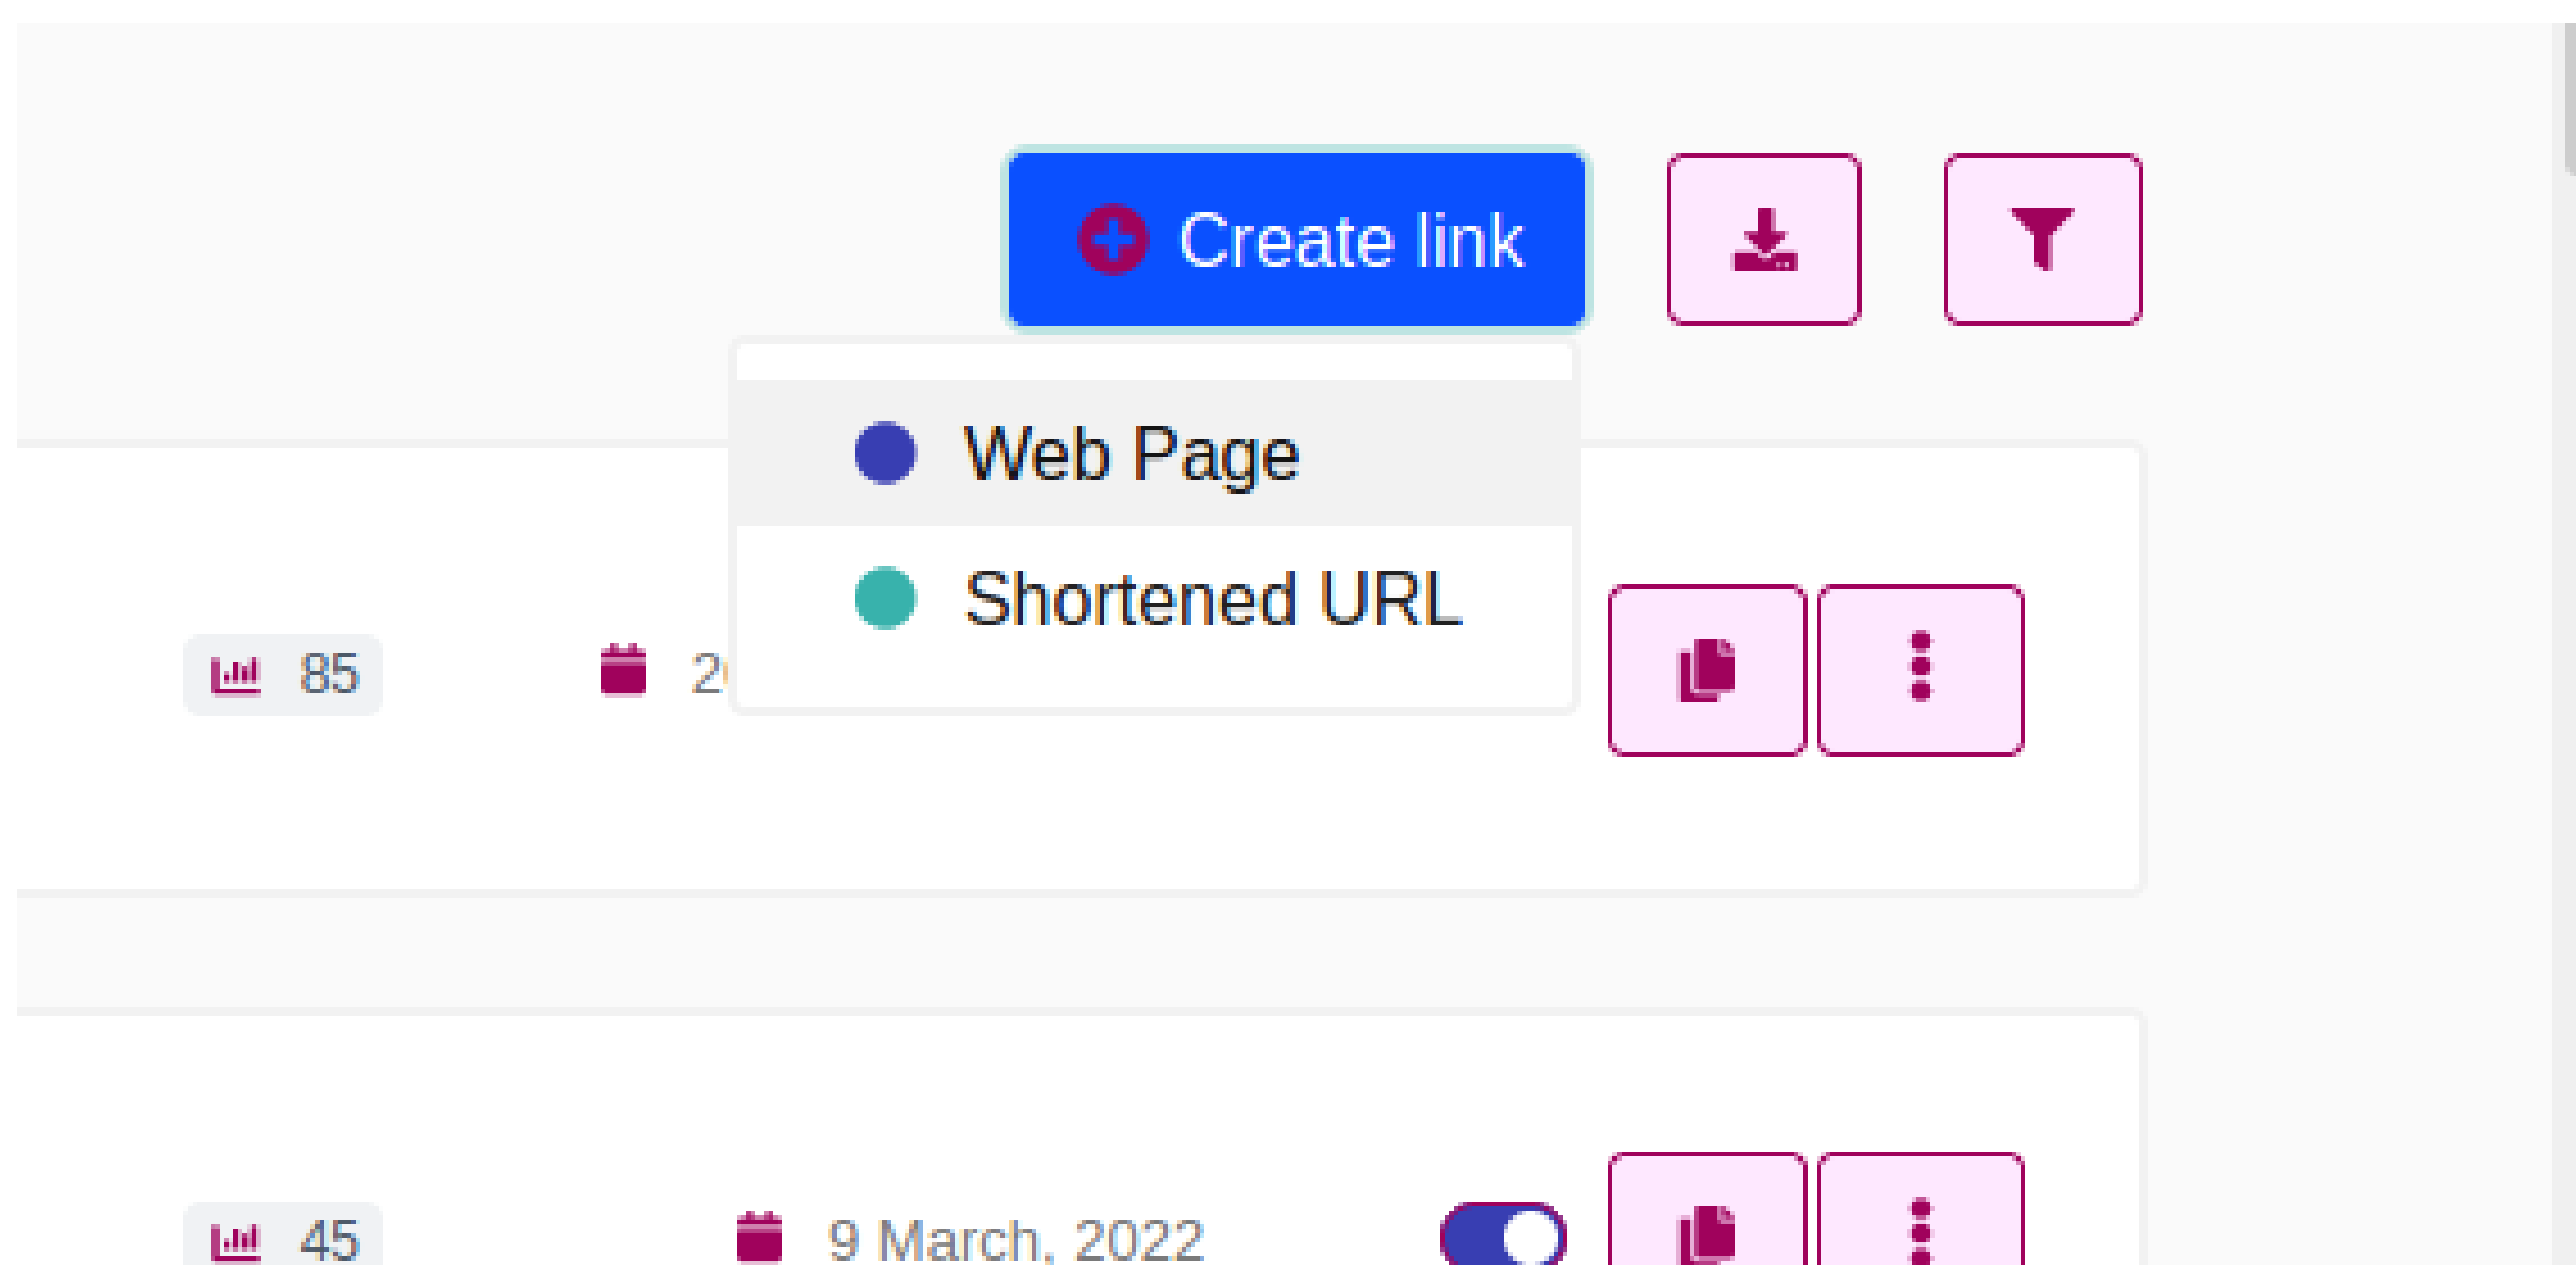 Create link
Web Page
Shortened URL
85
45
9 March, 2022